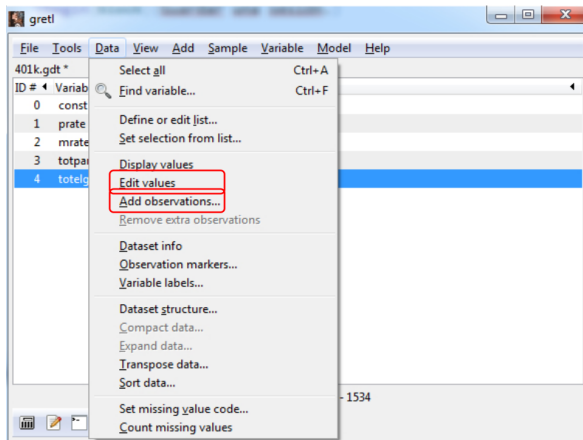 gretl
File Tools Data View Add Sample Variable Model Help
401k.gdt *
ID # Variab
0 const
1 prate
2 mrate
3 totpar
4 totelg
Select all Ctrl+A
Find variable... Ctrl+F
Define or edit list...
Set selection from list...
Display values
Edit values
Add observations...
Remove extra observations
Dataset info
Observation markers...
Variable labels...
Dataset structure...
Compact data...
Expand data...
Transpose data...
Sort data...
Set missing value code...
Count missing values
- 1534